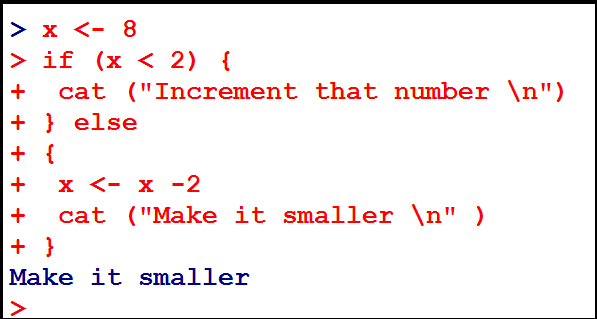 > x <- 8
> if (x < 2) {
+  cat ("Increment that number \n")
+ } else
+ {
+  x <- x -2
+  cat ("Make it smaller \n" )
+ }
Make it smaller
>